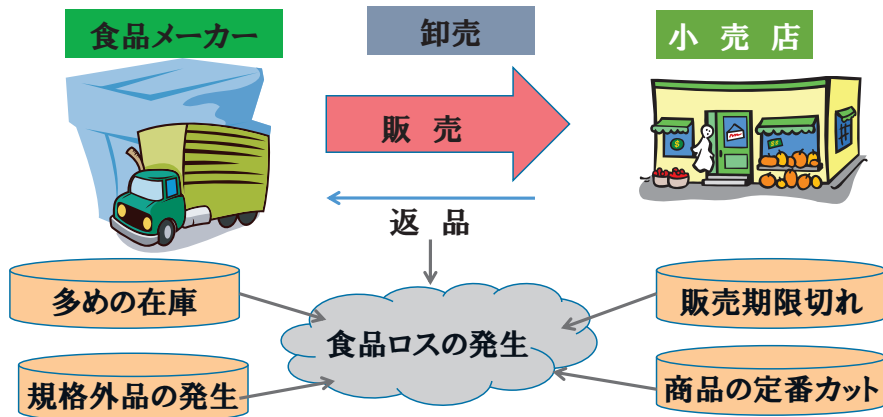 食品メーカー
卸売
小売店
販売
返品
多めの在庫
販売期限切れ
食品ロスの発生
規格外品の発生
商品の定番カット